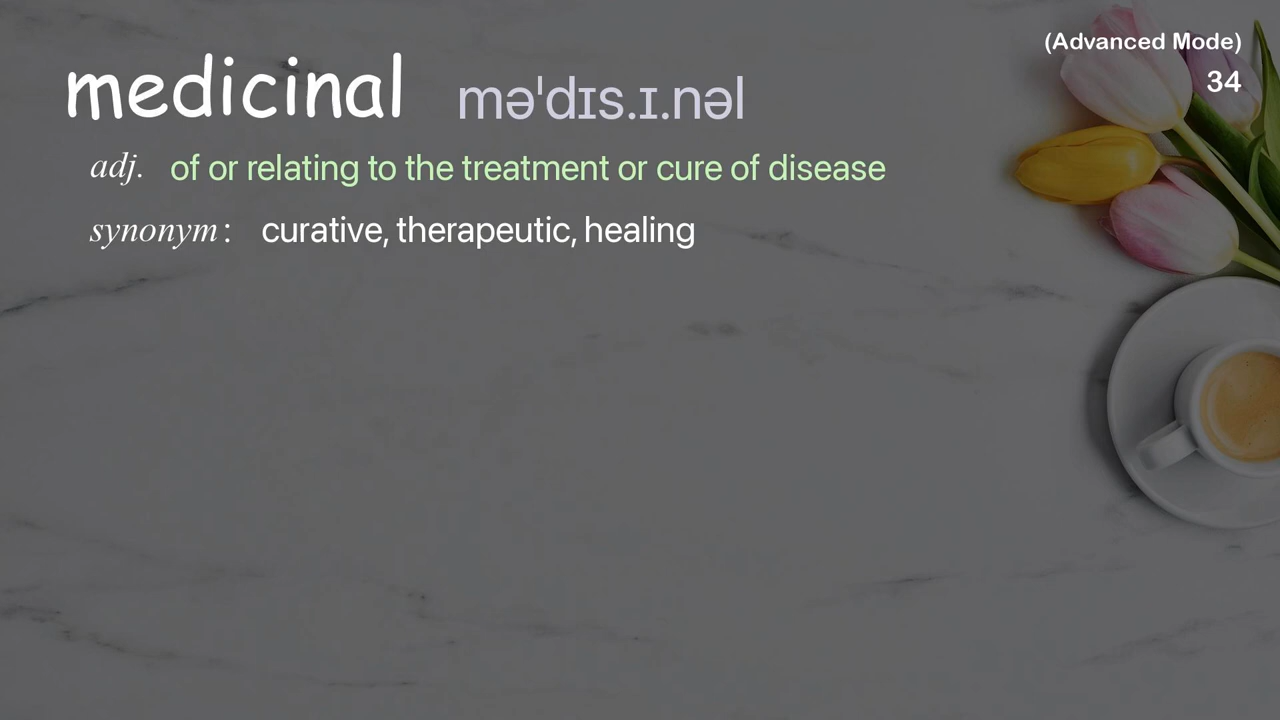 (Advanced Mode)
34
medicinal məˈdɪs.ɪ.nəl
adj. of or relating to the treatment or cure of disease
synonym: curative, therapeutic, healing